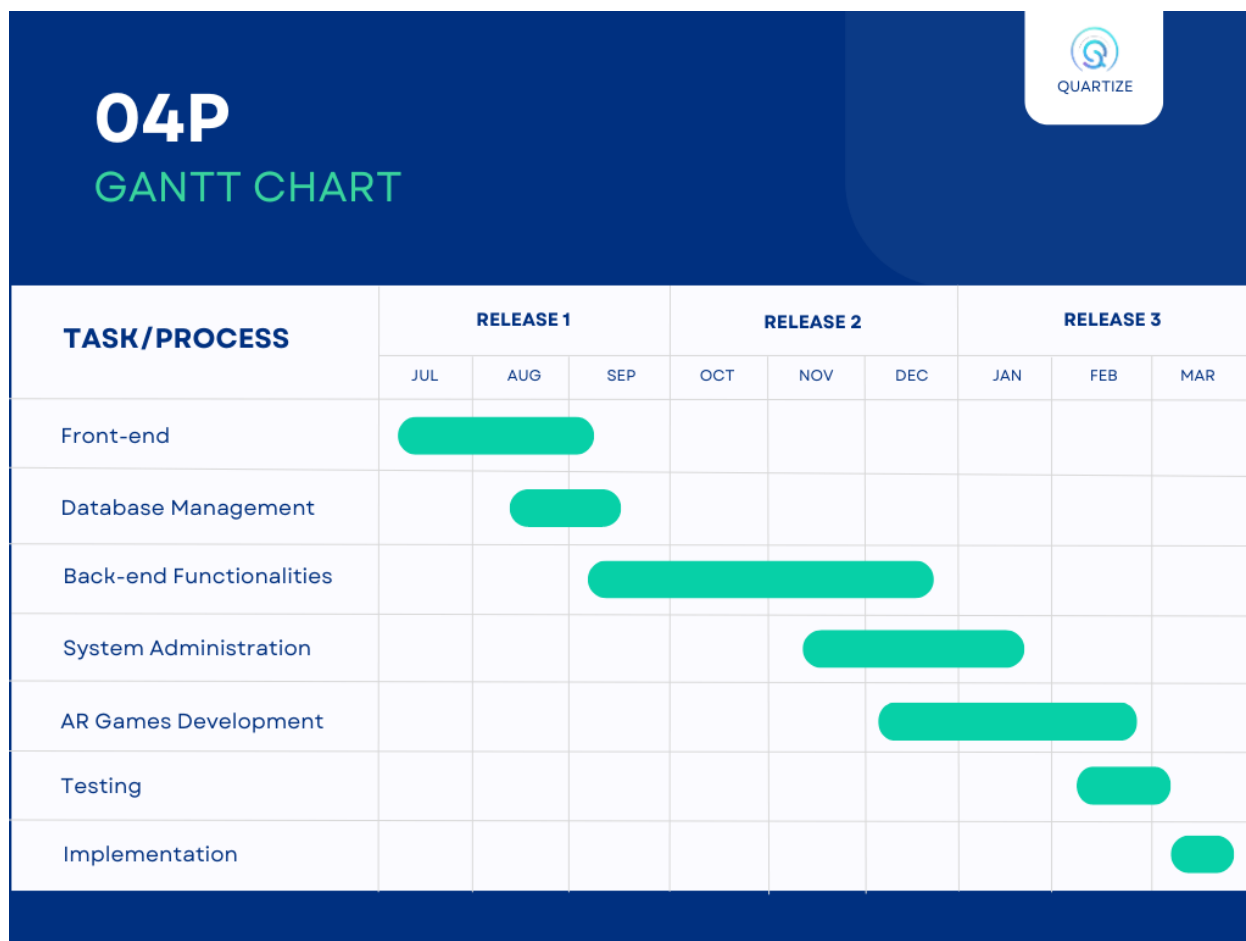 QUARTIZE
04P
GANTT CHART
TASK/PROCESS
RELEASE 1
RELEASE 2
RELEASE 3
JUL
AUG
SEP
OCT
NOV
DEC
JAN
FEB
MAR
Front-end
Database Management
Back-end Functionalities
System Administration
AR Games Development
Testing
Implementation